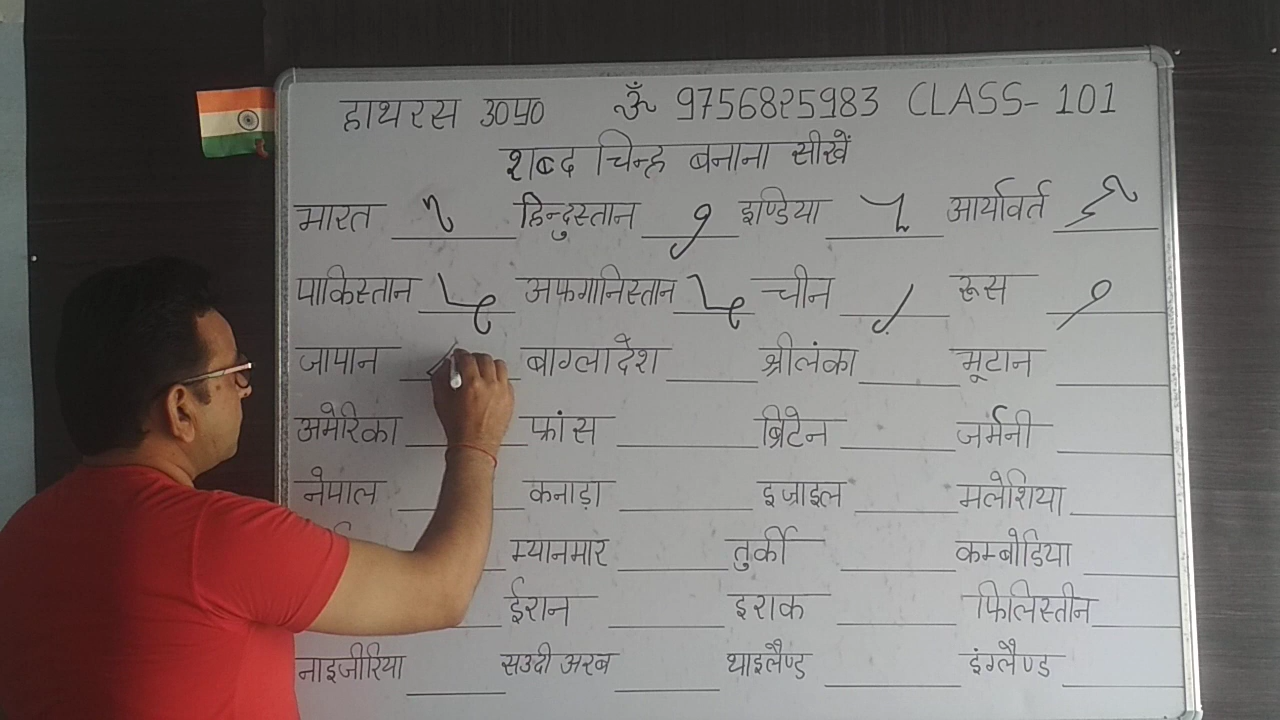 हाथरस उ०प्र० ॐ 9756825983 CLASS- 101
शब्द चिन्ह बनाना सीखें
भारत हिन्दुस्तान इण्डिया आर्यावर्त
पाकिस्तान अफगानिस्तान चीन रूस
जापान बाग्लादेश श्रीलंका भूटान
अमेरिका फ्रांस ब्रिटेन जर्मनी
नेपाल कनाड़ा इज्राइल मलेशिया
म्यानमार तुर्की कम्बोडिया
ईरान इराक फिलिस्तीन
नाइजीरिया सउदी अरब थाइलैण्ड इंग्लैण्ड